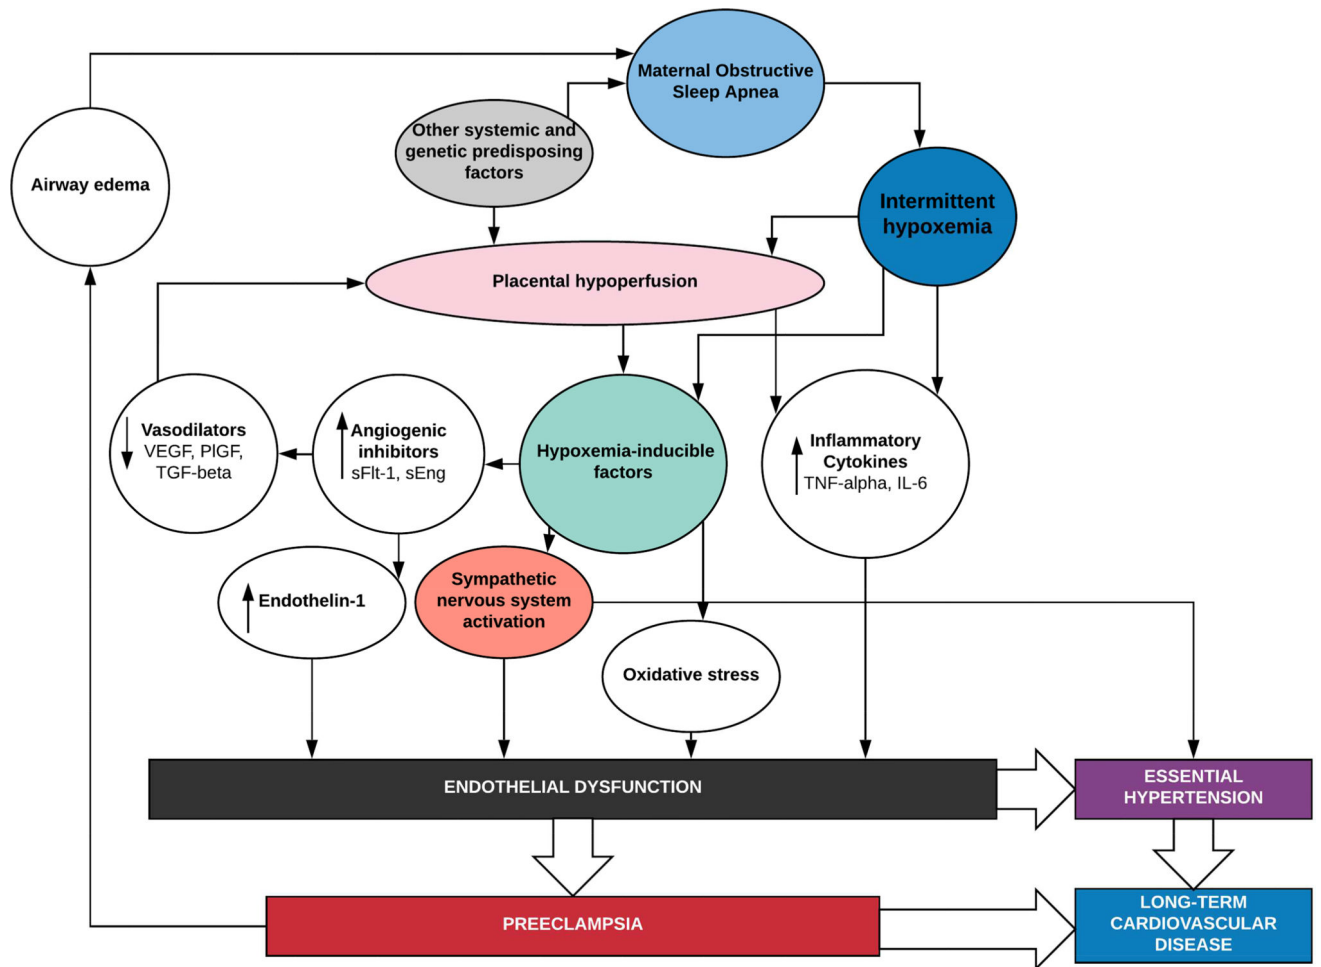 Maternal Obstructive
Sleep Apnea
Other systemic and
genetic predisposing
factors
Airway edema
Intermittent
hypoxemia
Placental hypoperfusion
Vasodilators
VEGF, PlGF,
TGF-beta
Angiogenic
inhibitors
sFlt-1, sEng
Hypoxemia-inducible
factors
Inflammatory
Cytokines
TNF-alpha, IL-6
Endothelin-1
Sympathetic
nervous system
activation
Oxidative stress
ENDOTHELIAL DYSFUNCTION
ESSENTIAL
HYPERTENSION
PREECLAMPSIA
LONG-TERM
CARDIOVASCULAR
DISEASE